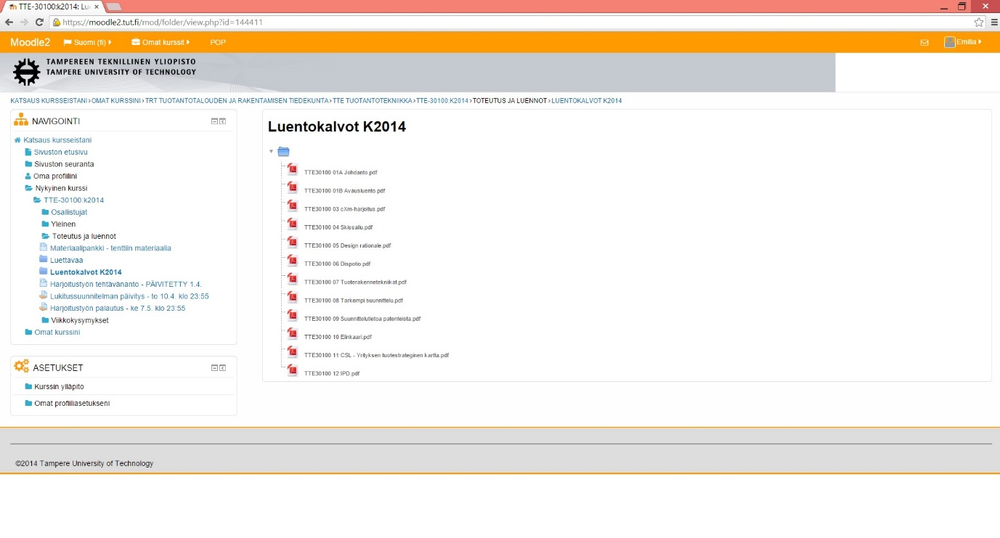 TTE-30100:k2014: Lu
https://moodle2.tut.fi/mod/folder/view.php?id=144411
Moodle2 Suomi (fi) Omat kurssit POP Emilia
TAMPEREEN TEKNILLINEN YLIOPISTO
TAMPERE UNIVERSITY OF TECHNOLOGY
KATSAUS KURSSEISTANI › OMAT KURSSINI › TRT TUOTANTOTALOUDEN JA RAKENTAMISEN TIEDEKUNTA › TTE TUOTANTOTEKNIIKKA › TTE-30100:K2014 › TOTEUTUS JA LUENNOT › LUENTOKALVOT K2014
NAVIGOINTI
Katsaus kursseistani
Sivuston etusivu
Sivuston seuranta
Oma profiilini
Nykyinen kurssi
TTE-30100:k2014
Osallistujat
Yleinen
Toteutus ja luennot
Materiaalipankki - tenttiin materiaalia
Luettavaa
Luentokalvot K2014
Harjoitustyön tehtävänanto - PÄIVITETTY 1.4.
Lukitussuunnitelman päivitys - to 10.4. klo 23:55
Harjoitustyön palautus - ke 7.5. klo 23:55
Viikkokysymykset
Omat kurssini
ASETUKSET
Kurssin ylläpito
Omat profiiliasetukseni
Luentokalvot K2014
TTE30100 01A Johdanto.pdf
TTE30100 01B Avausluento.pdf
TTE30100 03 cXm-harjoitus.pdf
TTE30100 04 Skissailu.pdf
TTE30100 05 Design rationale.pdf
TTE30100 06 Dispotio.pdf
TTE30100 07 Tuoterakennetekniikat.pdf
TTE30100 08 Tarkempi suunnittelu.pdf
TTE30100 09 Suunnittelutietoa patenteista.pdf
TTE30100 10 Elinkaari.pdf
TTE30100 11 CSL - Yrityksen tuotestrateginen kartta.pdf
TTE30100 12 IPD.pdf
©2014 Tampere University of Technology